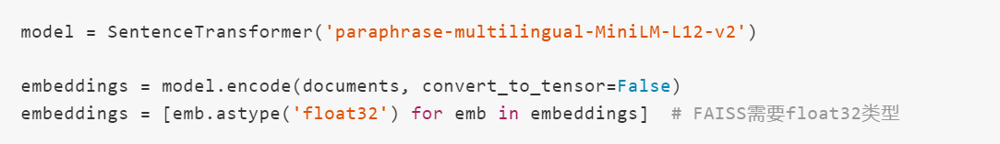 model = SentenceTransformer('paraphrase-multilingual-MiniLM-L12-v2')
embeddings = model.encode(documents, convert_to_tensor=False)
embeddings = [emb.astype('float32') for emb in embeddings]  # FAISS需要float32类型